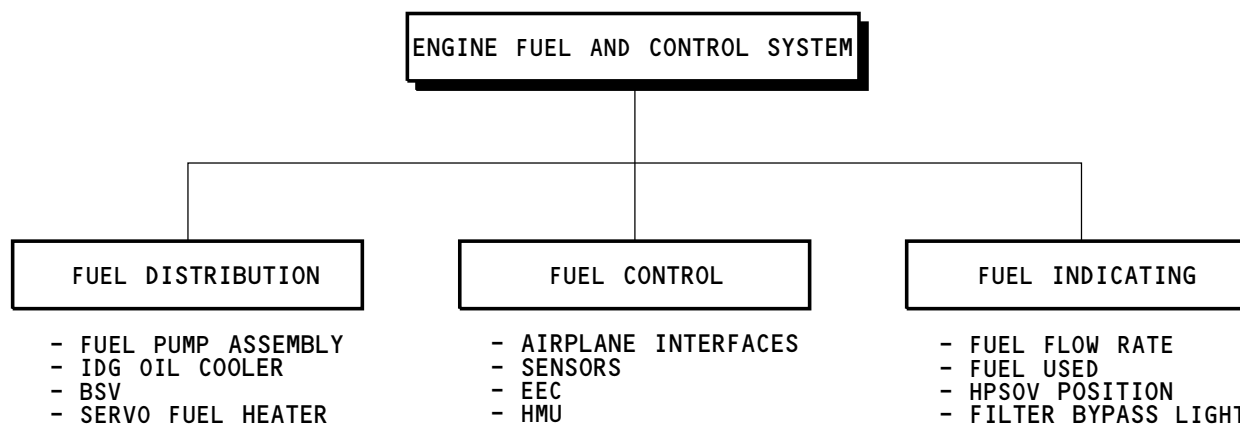 ENGINE FUEL AND CONTROL SYSTEM
FUEL DISTRIBUTION
- FUEL PUMP ASSEMBLY
- IDG OIL COOLER
- BSV
- SERVO FUEL HEATER
FUEL CONTROL
- AIRPLANE INTERFACES
- SENSORS
- EEC
- HMU
FUEL INDICATING
- FUEL FLOW RATE
- FUEL USED
- HPSOV POSITION
- FILTER BYPASS LIGHT